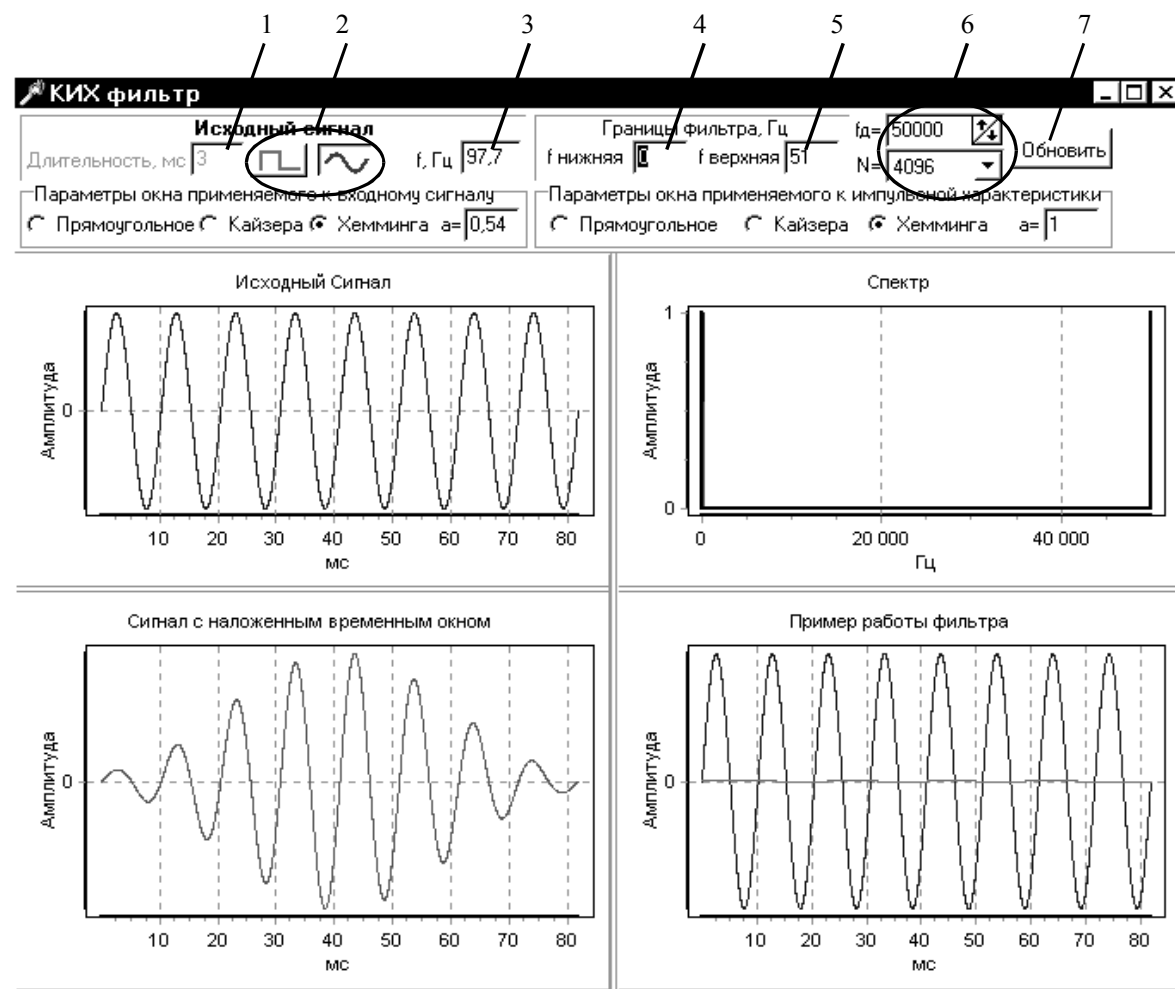 1 2 3 4 5 6 7
КИХ фильтр
Исходный сигнал
Длительность, мс 3 f, Гц 97,7
Границы фильтра, Гц
f нижняя 0 f верхняя 51
fд= 50000
N= 4096
Обновить
Параметры окна применяемого к входному сигналу
Прямоугольное Кайзера Хемминга a= 0,54
Параметры окна применяемого к импульсной характеристики
Прямоугольное Кайзера Хемминга a= 1
Исходный Сигнал
Амплитуда
0
10 20 30 40 50 60 70 80
мс
Спектр
Амплитуда
1
0
0 20 000 40 000
Гц
Сигнал с наложенным временным окном
Амплитуда
0
10 20 30 40 50 60 70 80
мс
Пример работы фильтра
Амплитуда
0
10 20 30 40 50 60 70 80
мс